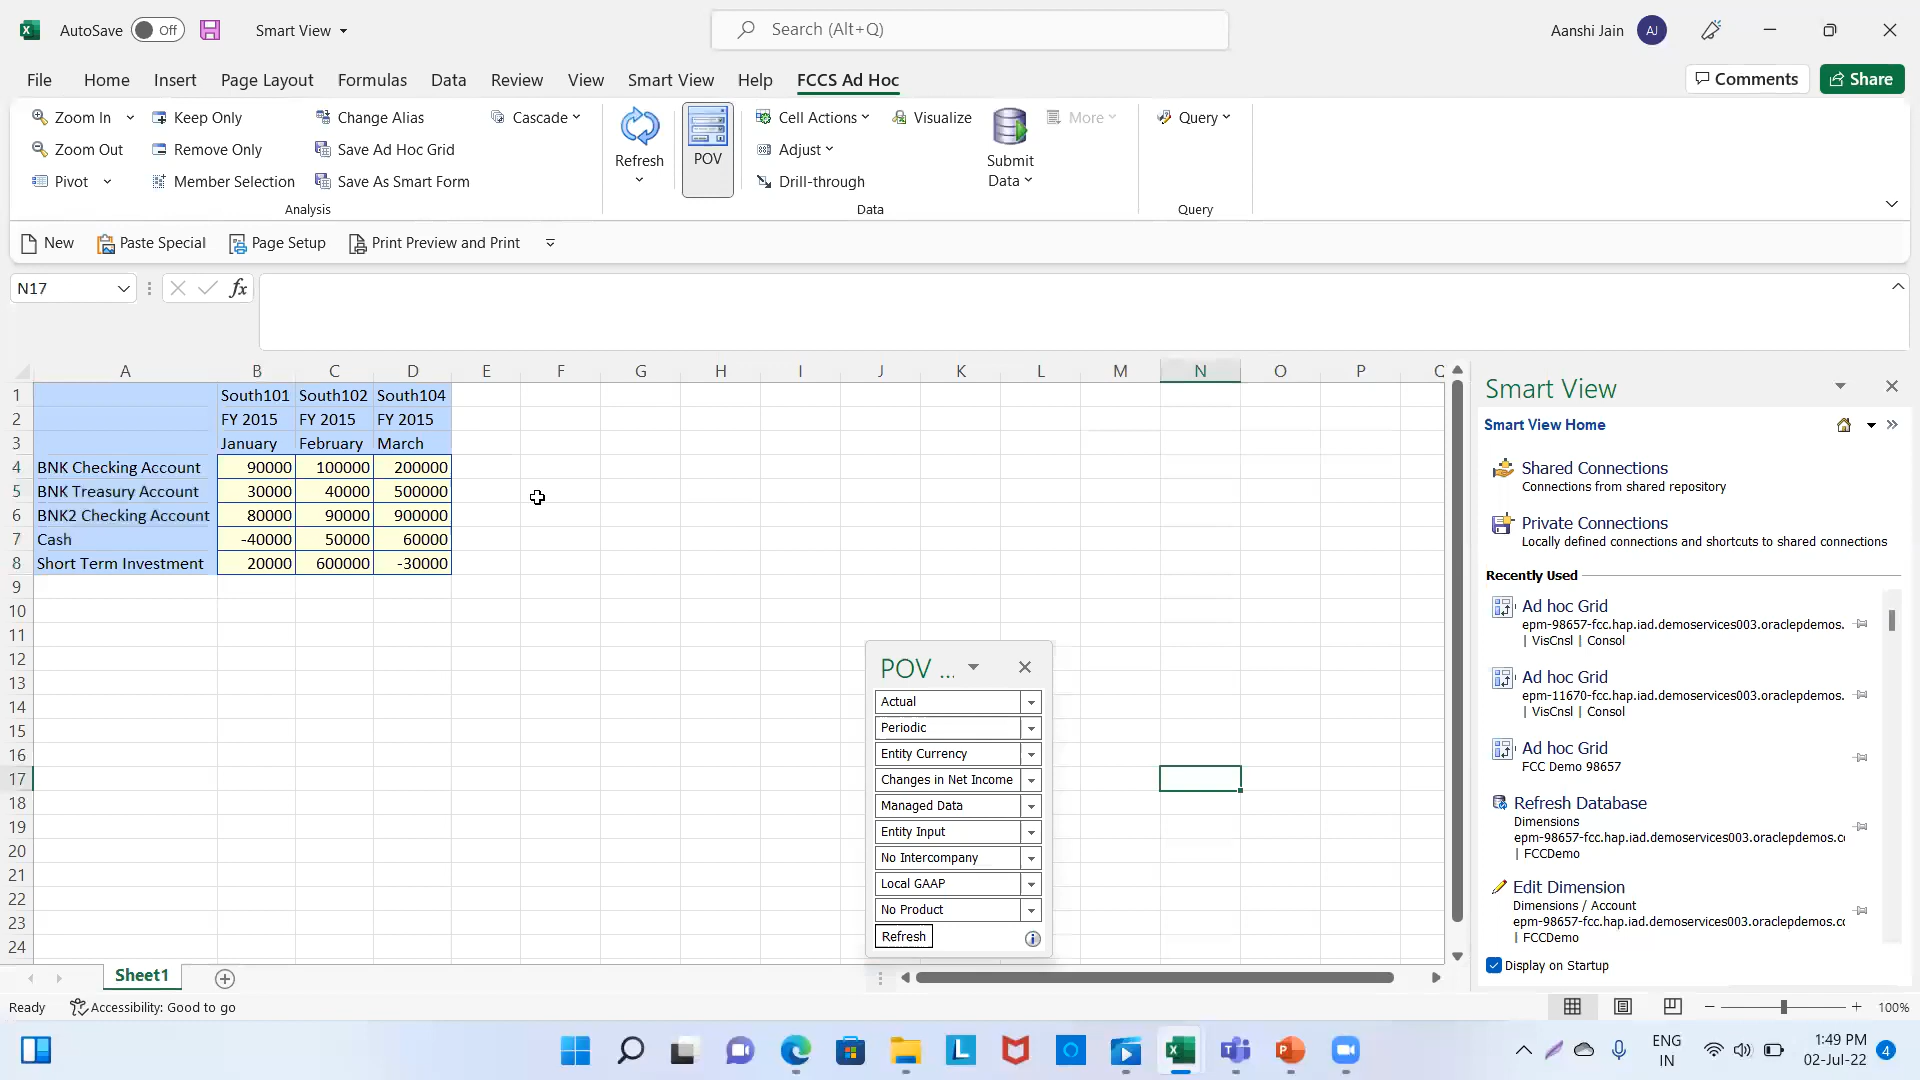 AutoSave Off Smart View Search (Alt+Q) Aanshi Jain AJ
File Home Insert Page Layout Formulas Data Review View Smart View Help FCCS Ad Hoc Comments Share
Zoom In Keep Only Change Alias Cascade Cell Actions Visualize More Query
Zoom Out Remove Only Save Ad Hoc Grid Refresh POV Adjust Submit Data
Pivot Member Selection Save As Smart Form Drill-through
Analysis Data Query
New Paste Special Page Setup Print Preview and Print
N17 fx
A B C D E F G H I J K L M N O P
1 South101 South102 South104
2 FY 2015 FY 2015 FY 2015
3 January February March
4 BNK Checking Account 90000 100000 200000
5 BNK Treasury Account 30000 40000 500000
6 BNK2 Checking Account 80000 90000 900000
7 Cash -40000 50000 60000
8 Short Term Investment 20000 600000 -30000
9
10
11
12
13
14
15
16
17
18
19
20
21
22
23
24
POV ...
Actual
Periodic
Entity Currency
Changes in Net Income
Managed Data
Entity Input
No Intercompany
Local GAAP
No Product
Refresh
Smart View
Smart View Home
Shared Connections
Connections from shared repository
Private Connections
Locally defined connections and shortcuts to shared connections
Recently Used
Ad hoc Grid
epm-98657-fcc.hap.iad.demoservices003.oraclepdemos.
| VisCnsl | Consol
Ad hoc Grid
epm-11670-fcc.hap.iad.demoservices003.oraclepdemos.
| VisCnsl | Consol
Ad hoc Grid
FCC Demo 98657
Refresh Database
Dimensions
epm-98657-fcc.hap.iad.demoservices003.oraclepdemos.cc
| FCCDemo
Edit Dimension
Dimensions / Account
epm-98657-fcc.hap.iad.demoservices003.oraclepdemos.cc
| FCCDemo
Display on Startup
Sheet1
Ready Accessibility: Good to go 100%
ENG
IN
1:49 PM
02-Jul-22
4